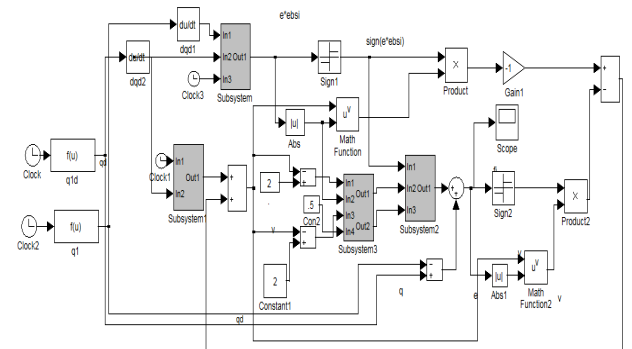 e*ebsi
du/dt
dqd1
In1
In2 Out1
In3
Subsystem
sign(e*ebsi)
du/dt
dqd2
Clock3
Sign1
×
Product
-1
Gain1
+
−
|u|
Abs
u^v
Math
Function
Scope
Clock
f(u)
q1d
qd
Clock1
In1
Out1
In2
Subsystem1
+
+
2
−
+
.5
Con2
In1
In2 Out1
In3
Out2
In4
Subsystem3
In1
In2 Out1
In3
Subsystem2
+
+
Sign2
×
Product2
Clock2
f(u)
q1
v
−
+
2
Constant1
−
+
q
e
|u|
Abs1
v
u^v
Math
Function2
v
qd